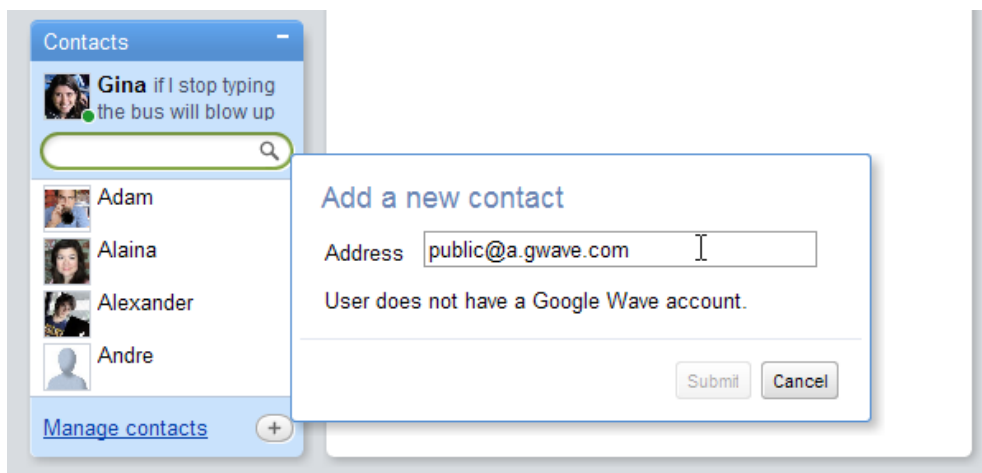 Contacts
Gina if I stop typing
the bus will blow up
Adam
Alaina
Alexander
Andre
Manage contacts
Add a new contact
Address public@a.gwave.com
User does not have a Google Wave account.
Submit Cancel